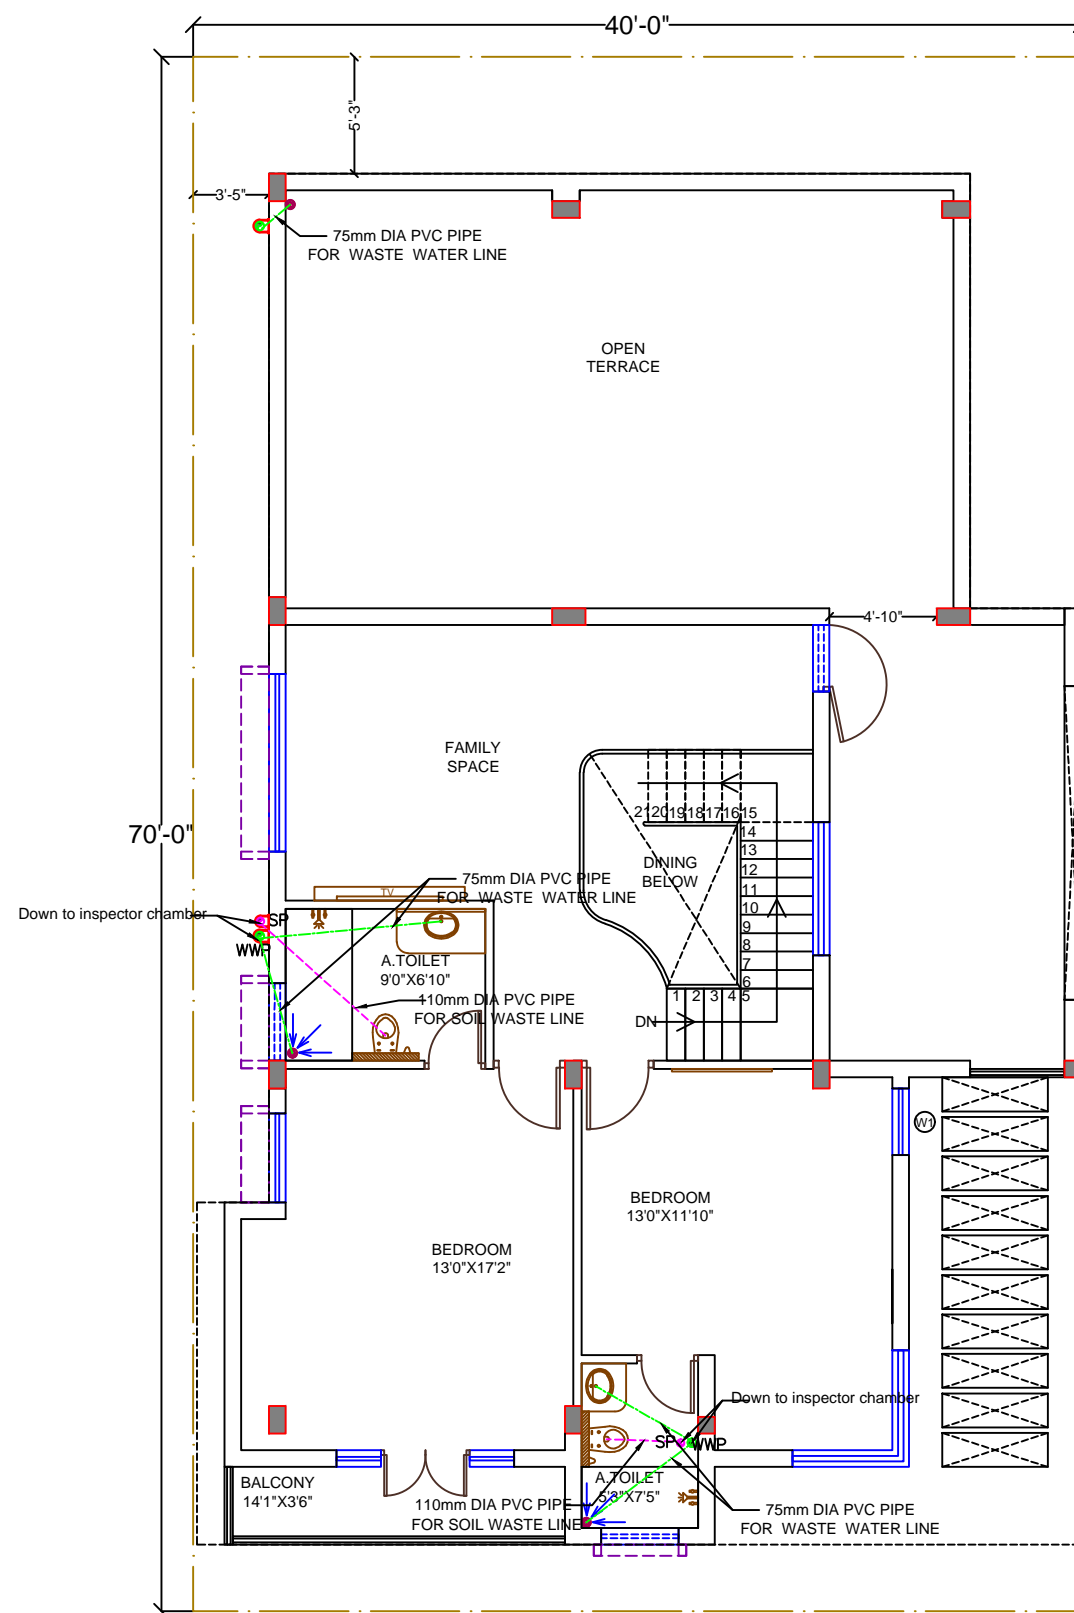 40'-0"
5'-3"
3'-5"
75mm DIA PVC PIPE
FOR WASTE WATER LINE
OPEN
TERRACE
4'-10"
FAMILY
SPACE
70'-0"
21 20 19 18 17 16 15
14
13
12
11
10
9
8
7
6
1 2 3 4 5
DINING
BELOW
DN
TV
75mm DIA PVC PIPE
FOR WASTE WATER LINE
Down to inspector chamber
SP
WWP
A.TOILET
9'0"X6'10"
110mm DIA PVC PIPE
FOR SOIL WASTE LINE
W1
BEDROOM
13'0"X11'10"
BEDROOM
13'0"X17'2"
Down to inspector chamber
SP
WWP
A.TOILET
5'3"X7'5"
BALCONY
14'1"X3'6"
110mm DIA PVC PIPE
FOR SOIL WASTE LINE
75mm DIA PVC PIPE
FOR WASTE WATER LINE